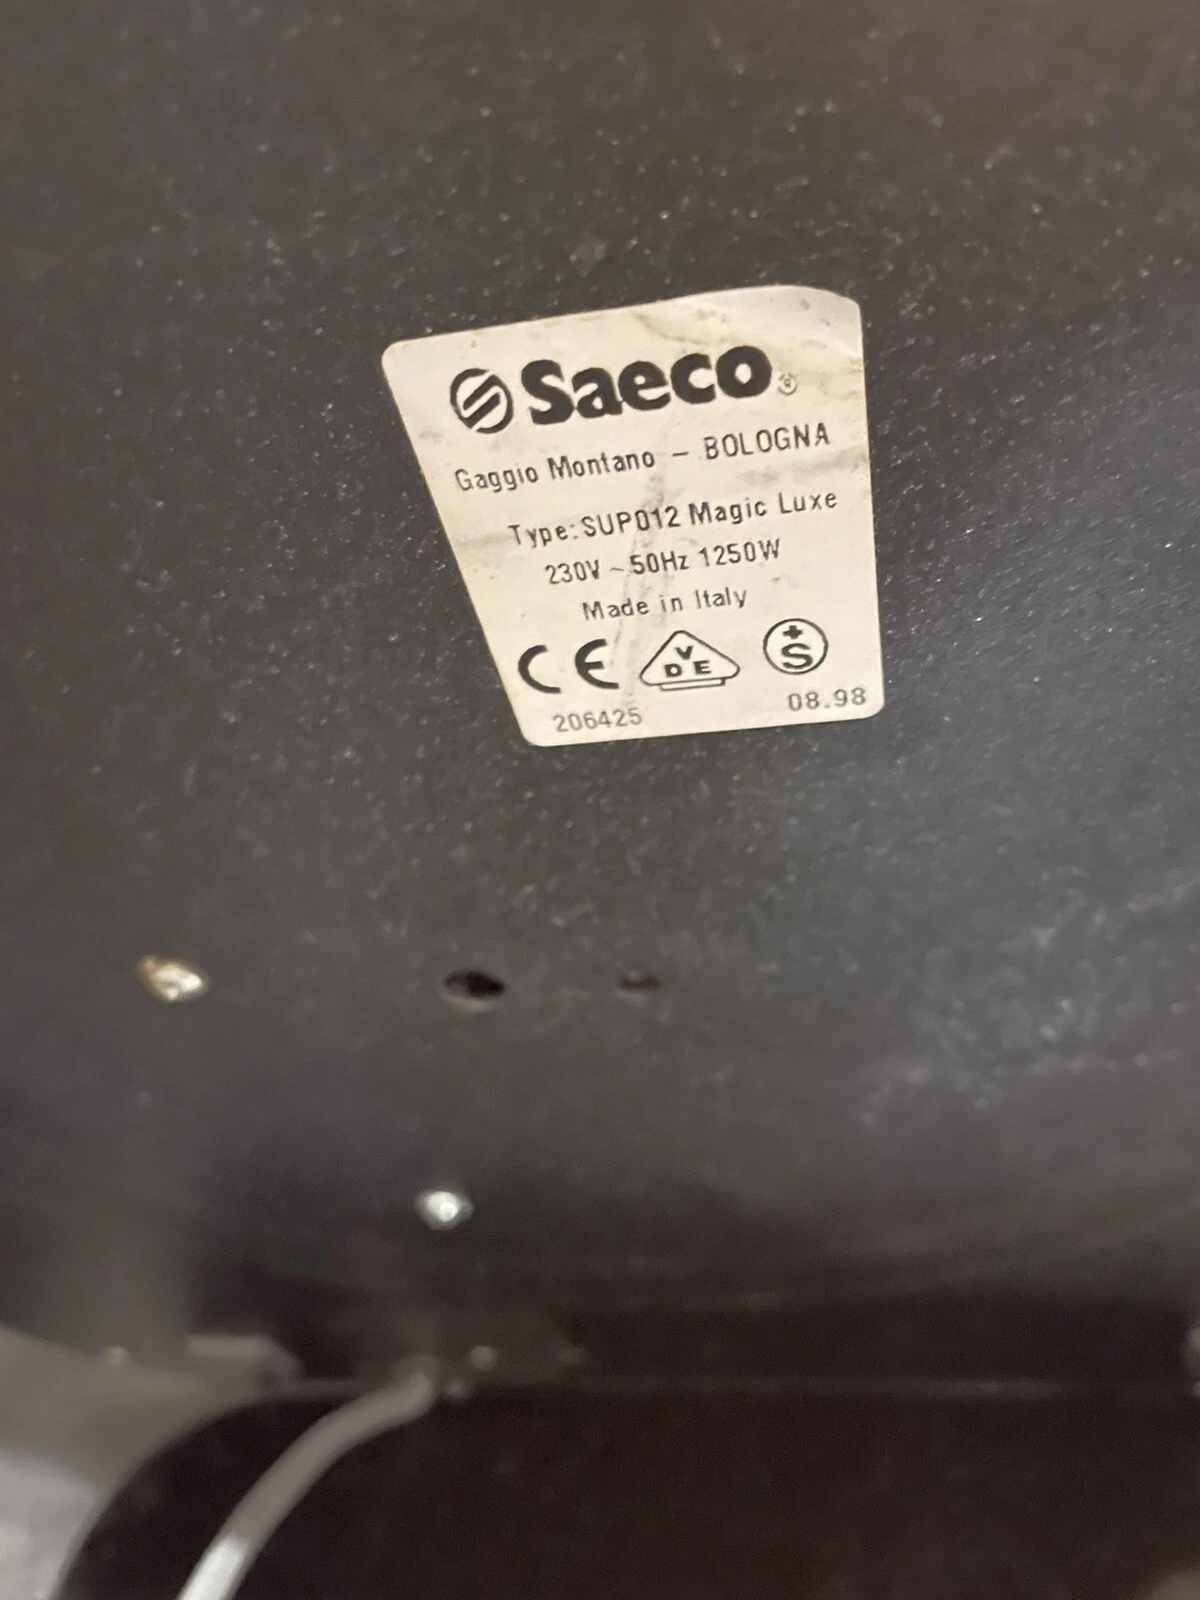 Saeco®
Gaggio Montano - BOLOGNA
Type: SUP012 Magic Luxe
230V ~ 50Hz 1250W
Made in Italy
CE VDE +S
206425 08.98